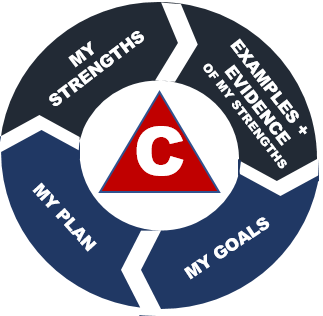 MY
STRENGTHS
EXAMPLES +
EVIDENCE
OF MY STRENGTHS
MY GOALS
MY PLAN
C